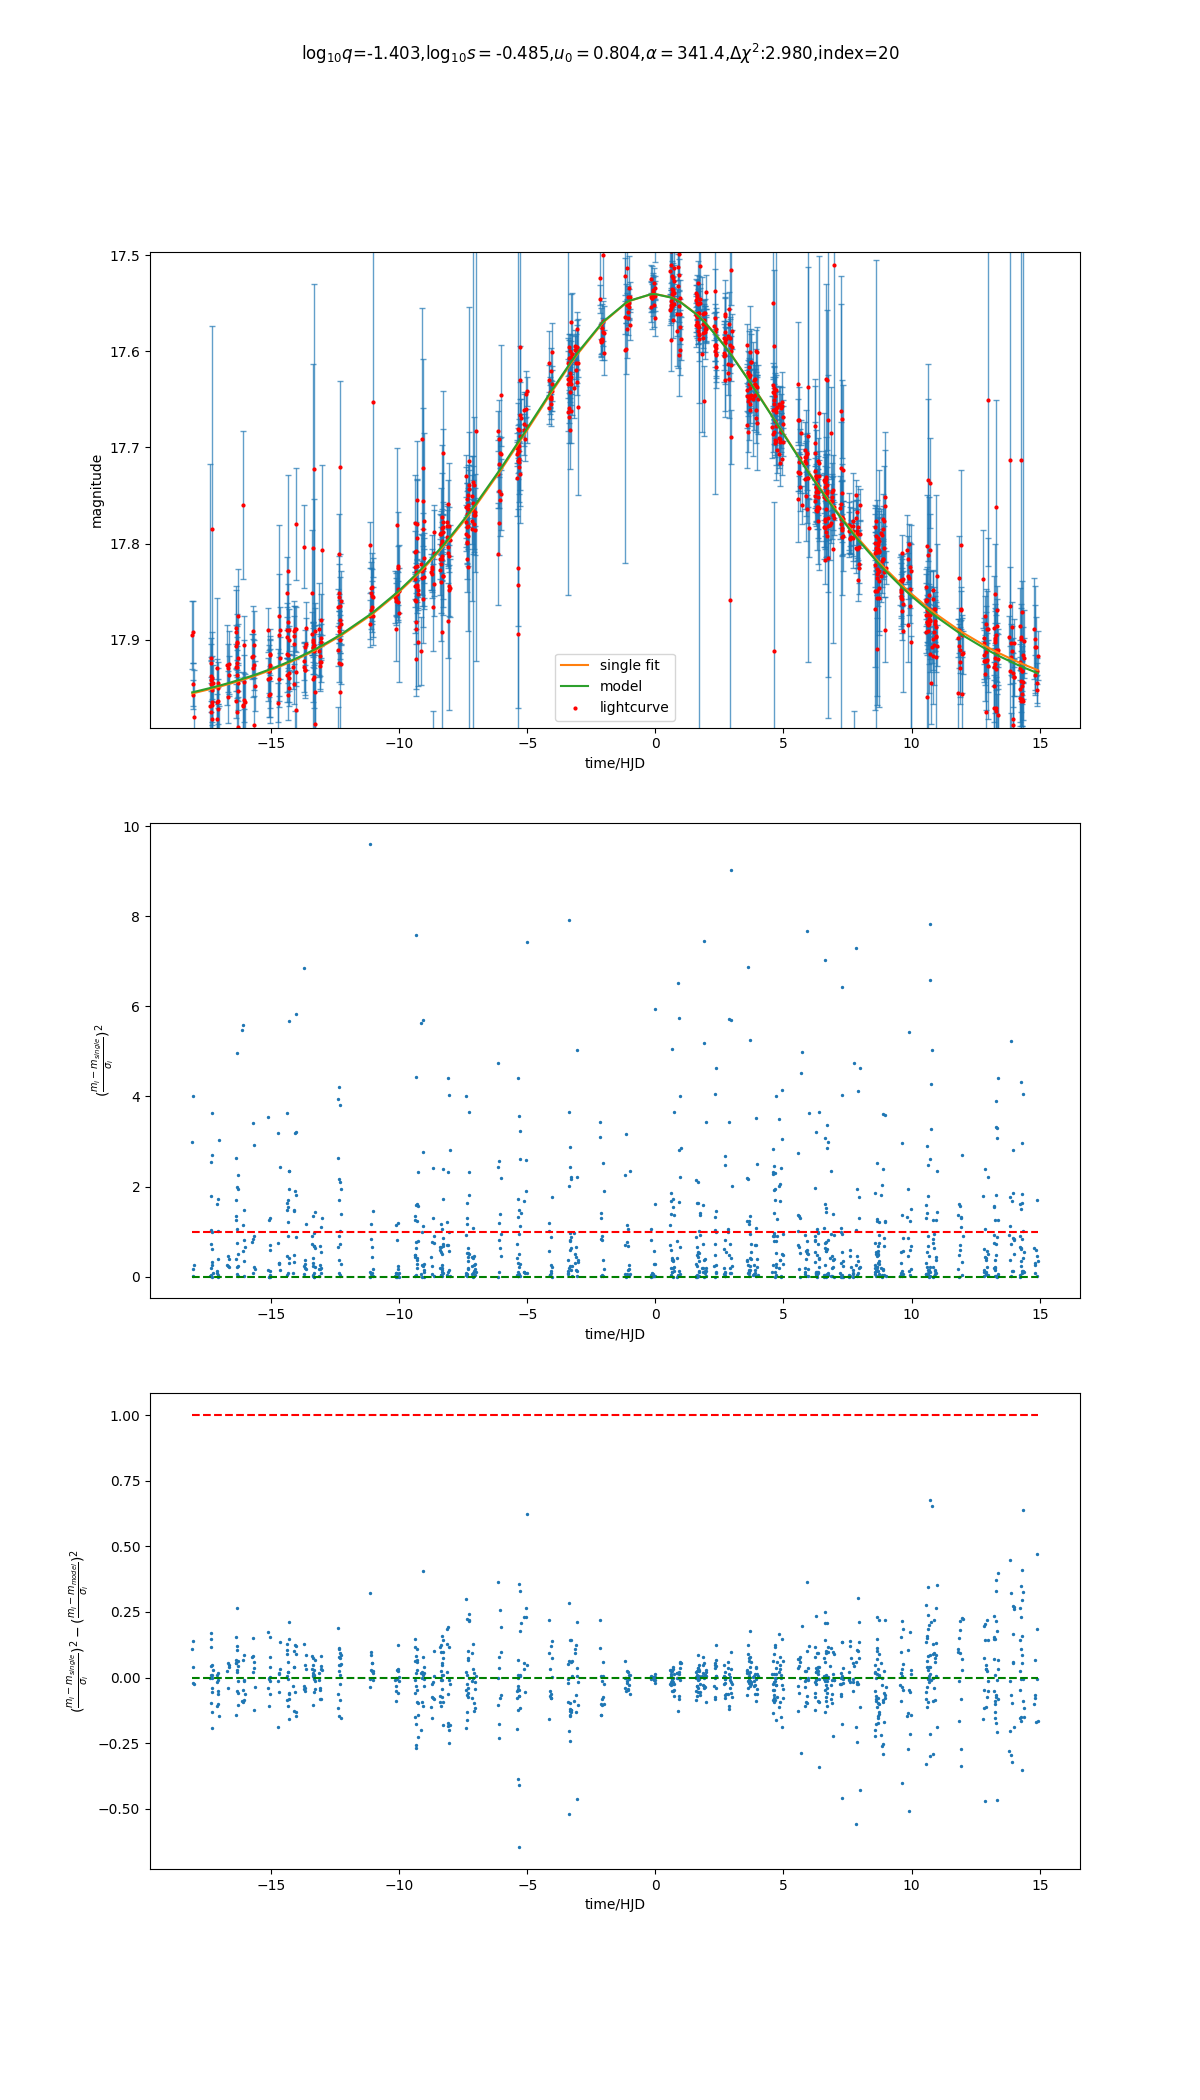 log₁₀q=-1.403,log₁₀s = -0.485,u₀ = 0.804,α = 341.4,Δχ²:2.980,index=20
17.5
17.6
17.7
17.8
17.9
magnitude
single fit
model
lightcurve
−15 −10 −5 0 5 10 15
time/HJD
10
8
6
4
2
0
(mᵢ − m_single / σᵢ)²
−15 −10 −5 0 5 10 15
time/HJD
1.00
0.75
0.50
0.25
0.00
−0.25
−0.50
(mᵢ − m_single / σᵢ)² − (mᵢ − m_model / σᵢ)²
−15 −10 −5 0 5 10 15
time/HJD